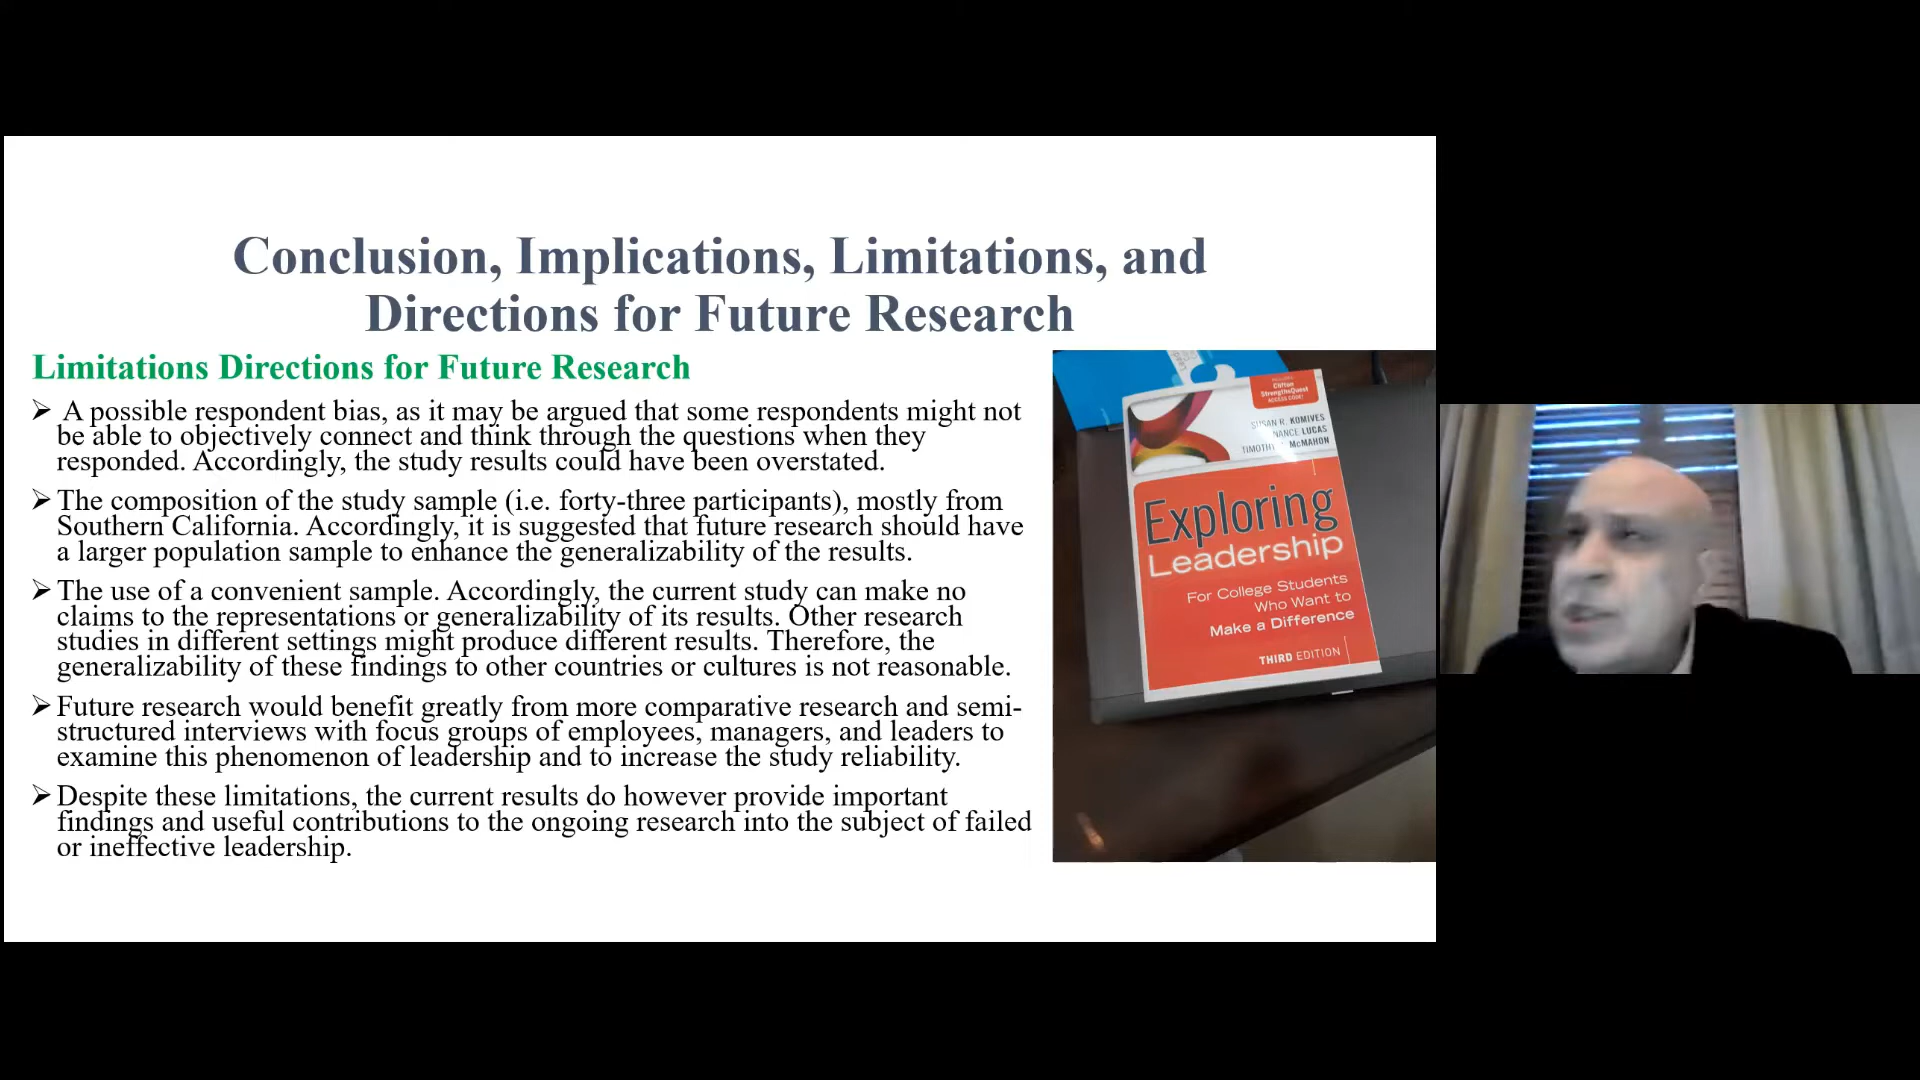 Conclusion, Implications, Limitations, and
Directions for Future Research
Limitations Directions for Future Research
➢ A possible respondent bias, as it may be argued that some respondents might not
be able to objectively connect and think through the questions when they
responded. Accordingly, the study results could have been overstated.
➢ The composition of the study sample (i.e. forty-three participants), mostly from
Southern California. Accordingly, it is suggested that future research should have
a larger population sample to enhance the generalizability of the results.
➢ The use of a convenient sample. Accordingly, the current study can make no
claims to the representations or generalizability of its results. Other research
studies in different settings might produce different results. Therefore, the
generalizability of these findings to other countries or cultures is not reasonable.
➢ Future research would benefit greatly from more comparative research and semi-
structured interviews with focus groups of employees, managers, and leaders to
examine this phenomenon of leadership and to increase the study reliability.
➢ Despite these limitations, the current results do however provide important
findings and useful contributions to the ongoing research into the subject of failed
or ineffective leadership.
Clifton
StrengthsQuest
ACCESS CODE!
SUSAN R. KOMIVES
NANCE LUCAS
McMAHON
Exploring
Leadership
For College Students
Who Want to
Make a Difference
THIRD EDITION